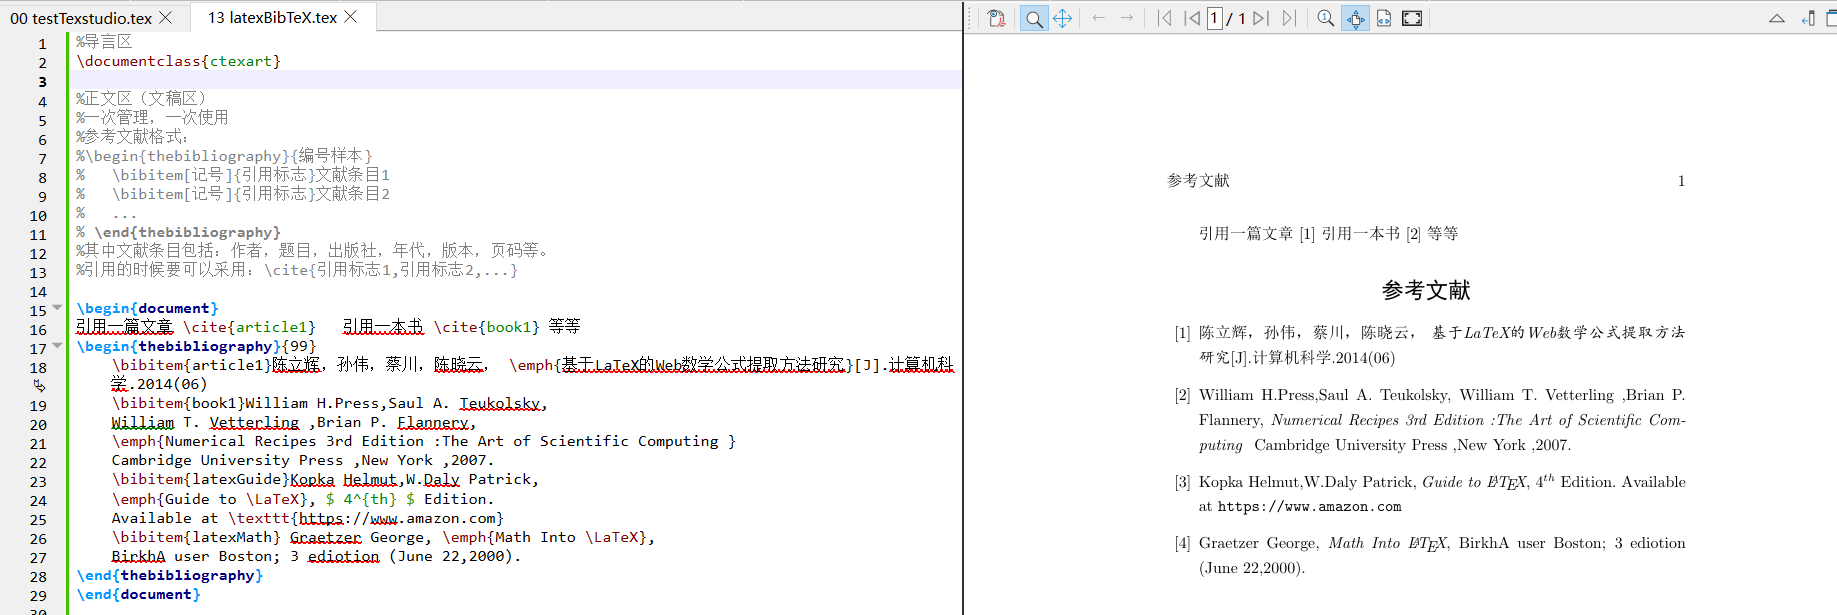 00 testTexstudio.tex
13 latexBibTeX.tex
1 %导言区
2 \documentclass{ctexart}
3
4 %正文区（文稿区）
5 %一次管理，一次使用
6 %参考文献格式：
7 %\begin{thebibliography}{编号样本}
8 %   \bibitem[记号]{引用标志}文献条目1
9 %   \bibitem[记号]{引用标志}文献条目2
10 %   ...
11 % \end{thebibliography}
12 %其中文献条目包括：作者，题目，出版社，年代，版本，页码等。
13 %引用的时候要可以采用：\cite{引用标志1,引用标志2,...}
14
15 \begin{document}
16 引用一篇文章 \cite{article1}   引用一本书 \cite{book1} 等等
17 \begin{thebibliography}{99}
18 \bibitem{article1}陈立辉，孙伟，蔡川，陈晓云， \emph{基于LaTeX的Web数学公式提取方法研究}[J].计算机科
学.2014(06)
19 \bibitem{book1}William H.Press,Saul A. Teukolsky,
20 William T. Vetterling ,Brian P. Flannery,
21 \emph{Numerical Recipes 3rd Edition :The Art of Scientific Computing }
22 Cambridge University Press ,New York ,2007.
23 \bibitem{latexGuide}Kopka Helmut,W.Daly Patrick,
24 \emph{Guide to \LaTeX}, $ 4^{th} $ Edition.
25 Available at \texttt{https://www.amazon.com}
26 \bibitem{latexMath} Graetzer George, \emph{Math Into \LaTeX},
27 BirkhA user Boston; 3 ediotion (June 22,2000).
28 \end{thebibliography}
29 \end{document}
30
1 / 1
参考文献 1
引用一篇文章 [1] 引用一本书 [2] 等等
参考文献
[1] 陈立辉，孙伟，蔡川，陈晓云， 基于LaTeX的Web数学公式提取方法
研究[J].计算机科学.2014(06)
[2] William H.Press,Saul A. Teukolsky, William T. Vetterling ,Brian P.
Flannery, Numerical Recipes 3rd Edition :The Art of Scientific Com-
puting Cambridge University Press ,New York ,2007.
[3] Kopka Helmut,W.Daly Patrick, Guide to LaTeX, 4th Edition. Available
at https://www.amazon.com
[4] Graetzer George, Math Into LaTeX, BirkhA user Boston; 3 ediotion
(June 22,2000).